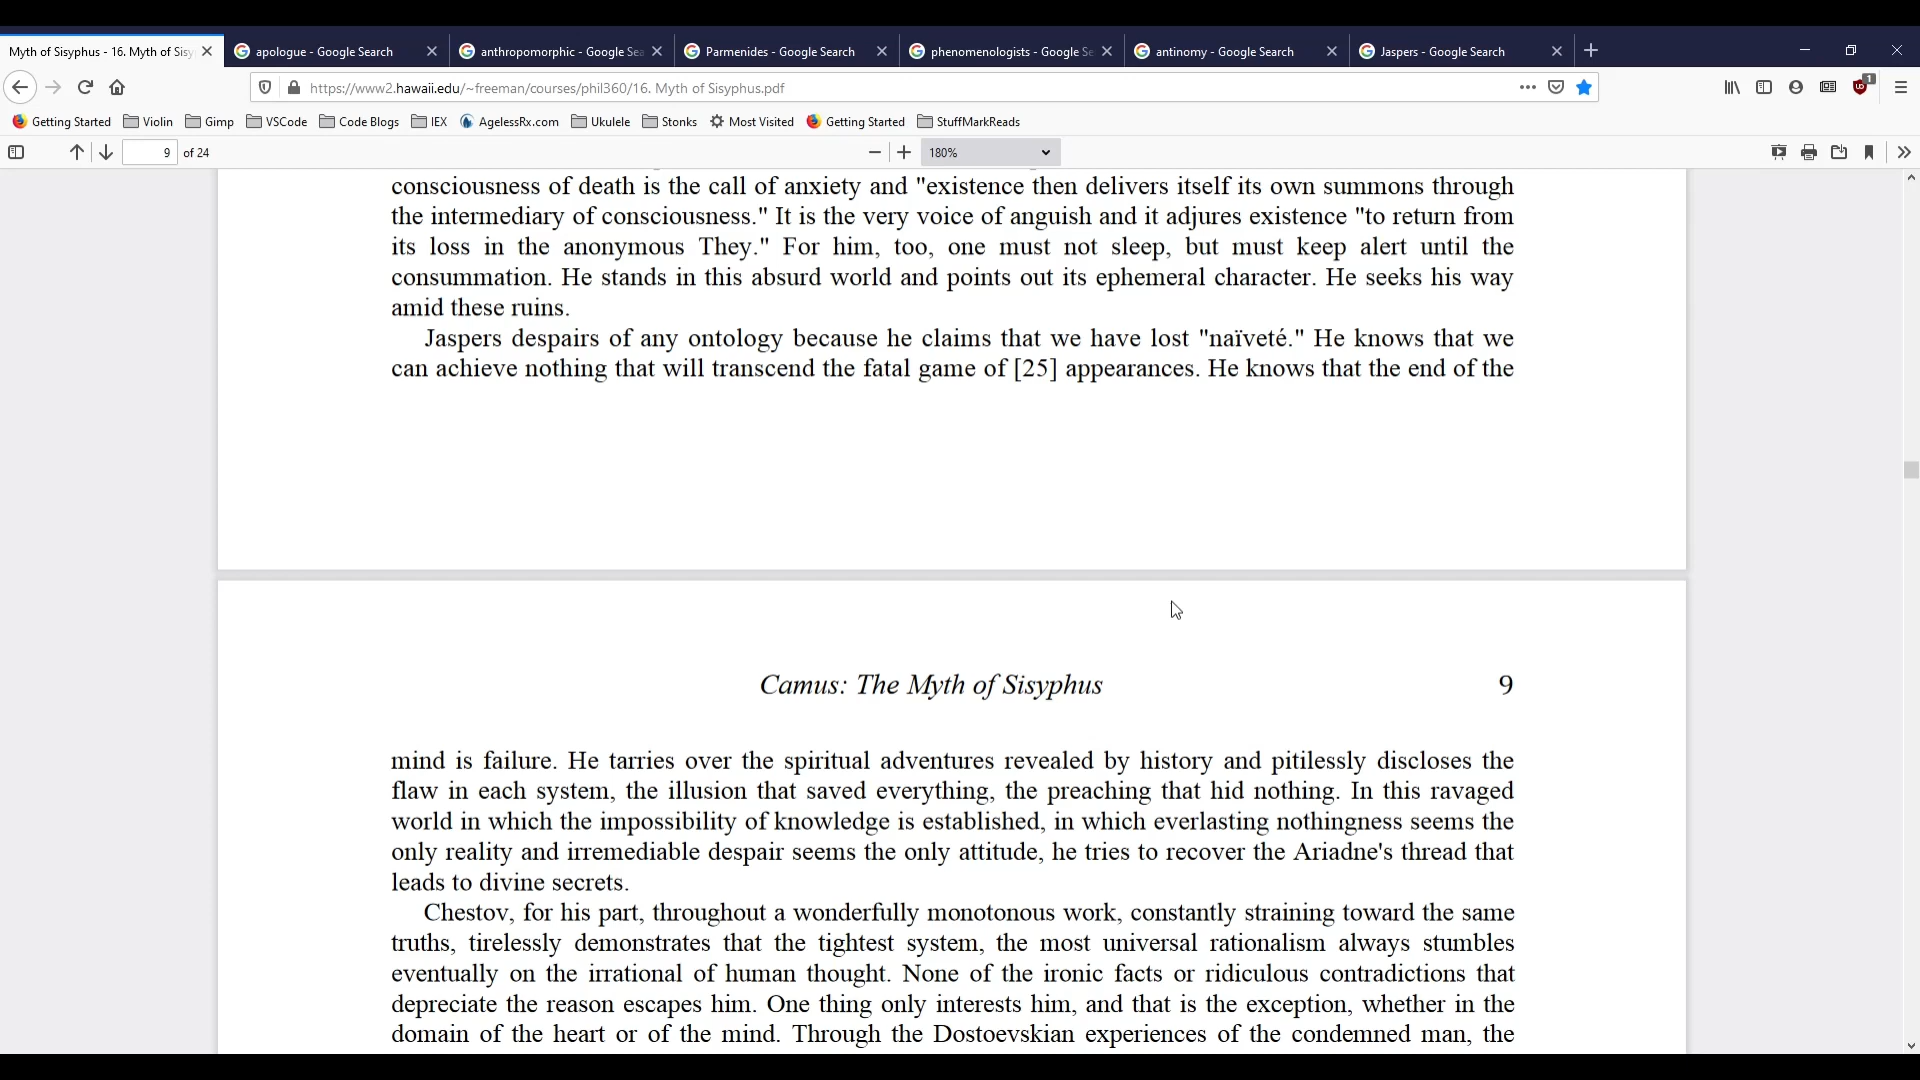 Myth of Sisyphus - 16. Myth of Sis
apologue - Google Search
anthropomorphic - Google Sea
Parmenides - Google Search
phenomenologists - Google Se
antinomy - Google Search
Jaspers - Google Search
https://www2.hawaii.edu/~freeman/courses/phil360/16. Myth of Sisyphus.pdf
1
Getting Started
Violin
Gimp
VSCode
Code Blogs
IEX
AgelessRx.com
Ukulele
Stonks
Most Visited
Getting Started
StuffMarkReads
9 of 24
180%
consciousness of death is the call of anxiety and "existence then delivers itself its own summons through
the intermediary of consciousness." It is the very voice of anguish and it adjures existence "to return from
its loss in the anonymous They." For him, too, one must not sleep, but must keep alert until the
consummation. He stands in this absurd world and points out its ephemeral character. He seeks his way
amid these ruins.
Jaspers despairs of any ontology because he claims that we have lost "naïveté." He knows that we
can achieve nothing that will transcend the fatal game of [25] appearances. He knows that the end of the
Camus: The Myth of Sisyphus 9
mind is failure. He tarries over the spiritual adventures revealed by history and pitilessly discloses the
flaw in each system, the illusion that saved everything, the preaching that hid nothing. In this ravaged
world in which the impossibility of knowledge is established, in which everlasting nothingness seems the
only reality and irremediable despair seems the only attitude, he tries to recover the Ariadne's thread that
leads to divine secrets.
Chestov, for his part, throughout a wonderfully monotonous work, constantly straining toward the same
truths, tirelessly demonstrates that the tightest system, the most universal rationalism always stumbles
eventually on the irrational of human thought. None of the ironic facts or ridiculous contradictions that
depreciate the reason escapes him. One thing only interests him, and that is the exception, whether in the
domain of the heart or of the mind. Through the Dostoevskian experiences of the condemned man, the